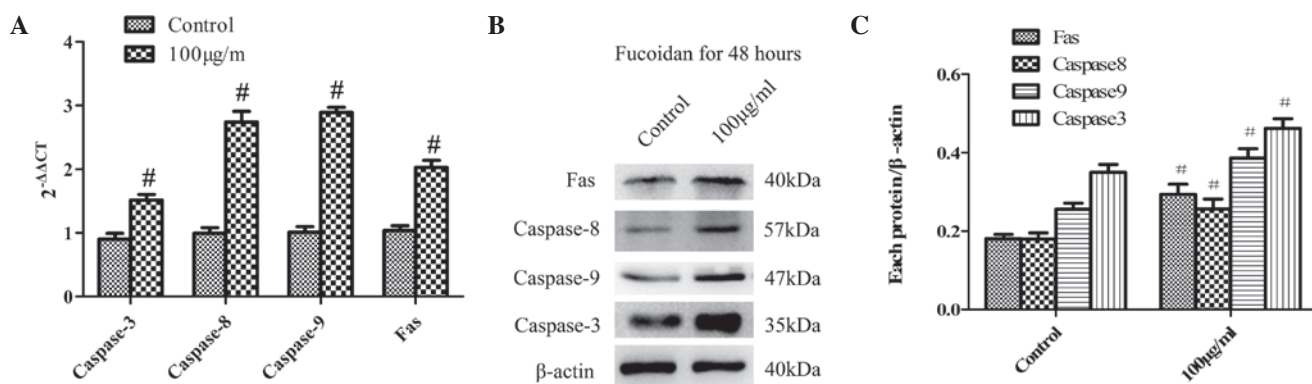 A
Control
100μg/m
2-ΔΔCT
4
3
2
1
0
#
#
#
#
Caspase-3
Caspase-8
Caspase-9
Fas
B
Fucoidan for 48 hours
Control
100μg/ml
Fas
40kDa
Caspase-8
57kDa
Caspase-9
47kDa
Caspase-3
35kDa
β-actin
40kDa
C
Fas
Caspase8
Caspase9
Caspase3
Each protein/β-actin
0.6
0.4
0.2
0.0
#
#
#
#
Control
100μg/ml